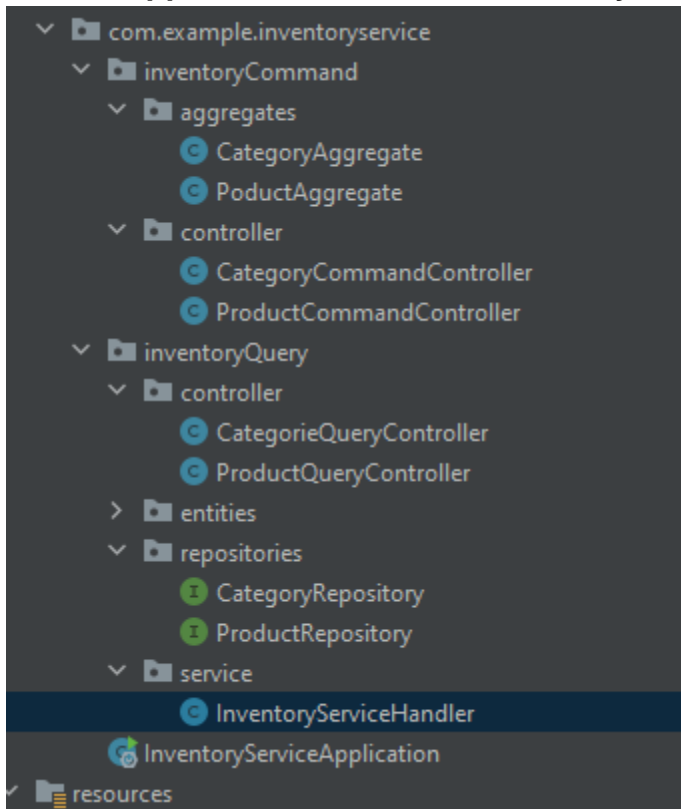 com.example.inventoryservice
inventoryCommand
aggregates
C CategoryAggregate
C PoductAggregate
controller
C CategoryCommandController
C ProductCommandController
inventoryQuery
controller
C CategorieQueryController
C ProductQueryController
entities
repositories
I CategoryRepository
I ProductRepository
service
C InventoryServiceHandler
InventoryServiceApplication
resources